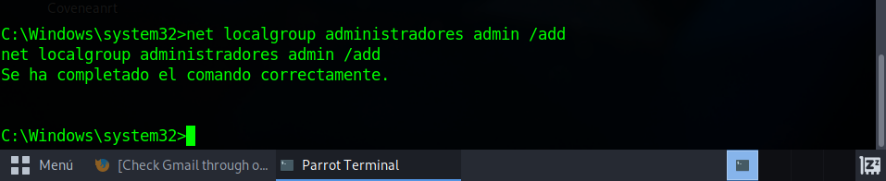 Coveneanrt
C:\Windows\system32>net localgroup administradores admin /add
net localgroup administradores admin /add
Se ha completado el comando correctamente.
C:\Windows\system32>
Menú [Check Gmail through o... Parrot Terminal